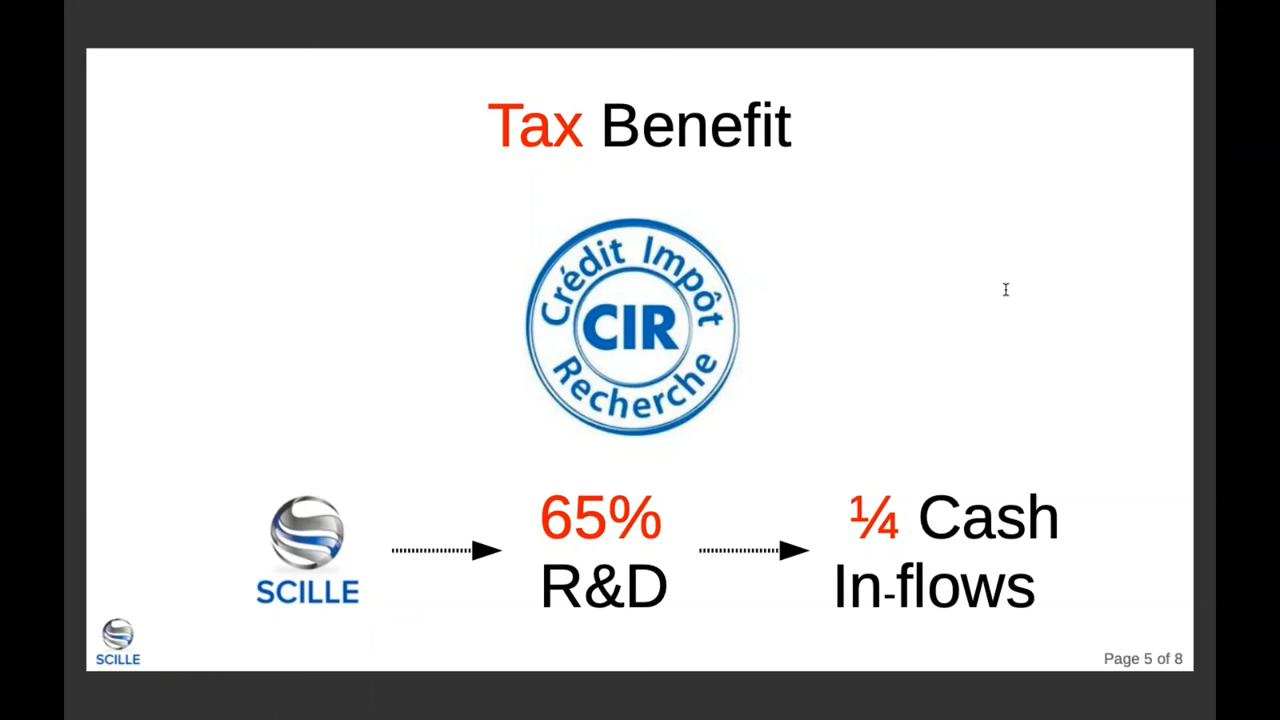 Tax Benefit
Crédit Impôt
CIR
Recherche
65%
R&D
¼ Cash
In-flows
SCILLE
SCILLE
Page 5 of 8